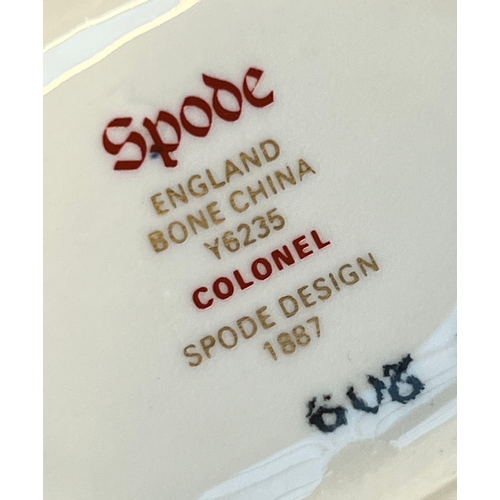 Spode
ENGLAND
BONE CHINA
Y6235
COLONEL
SPODE DESIGN
1887